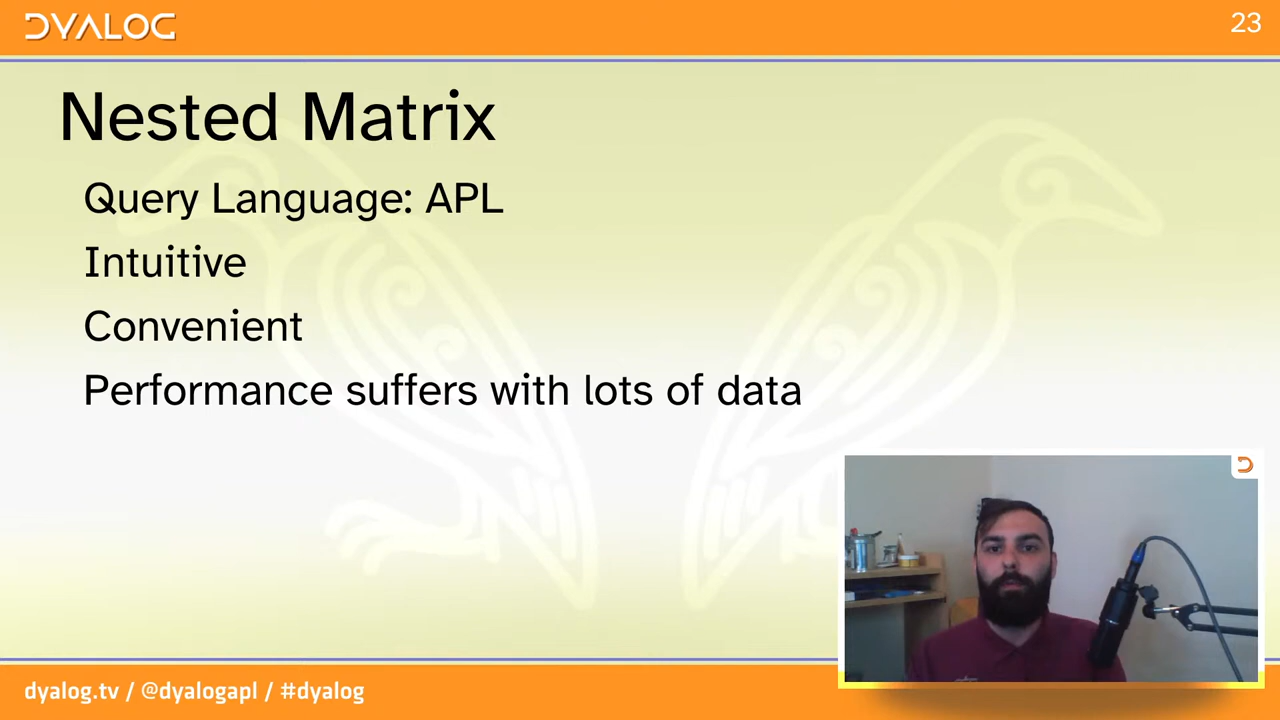 DYALOG
23
Nested Matrix
Query Language: APL
Intuitive
Convenient
Performance suffers with lots of data
dyalog.tv / @dyalogapl / #dyalog